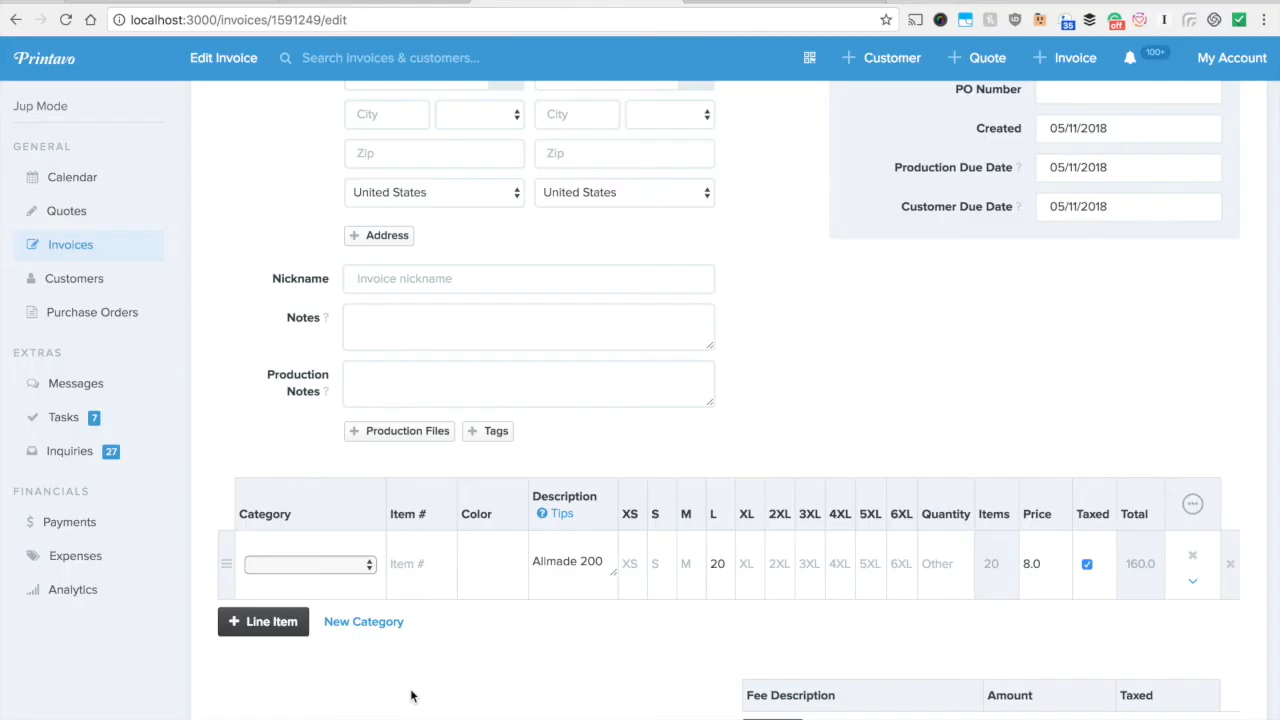 localhost:3000/invoices/1591249/edit
35
off
Printavo
Edit Invoice
Search Invoices & customers...
Customer
Quote
Invoice
100+
My Account
Jup Mode
GENERAL
Calendar
Quotes
Invoices
Customers
Purchase Orders
EXTRAS
Messages
Tasks 7
Inquiries 27
FINANCIALS
Payments
Expenses
Analytics
City
City
Zip
Zip
United States
United States
+ Address
PO Number
Created 05/11/2018
Production Due Date ? 05/11/2018
Customer Due Date ? 05/11/2018
Nickname Invoice nickname
Notes ?
Production
Notes ?
+ Production Files + Tags
Category Item # Color Description XS S M L XL 2XL 3XL 4XL 5XL 6XL Quantity Items Price Taxed Total
? Tips
Item # Allmade 200 XS S M 20 XL 2XL 3XL 4XL 5XL 6XL Other 20 8.0 160.0
+ Line Item New Category
Fee Description Amount Taxed